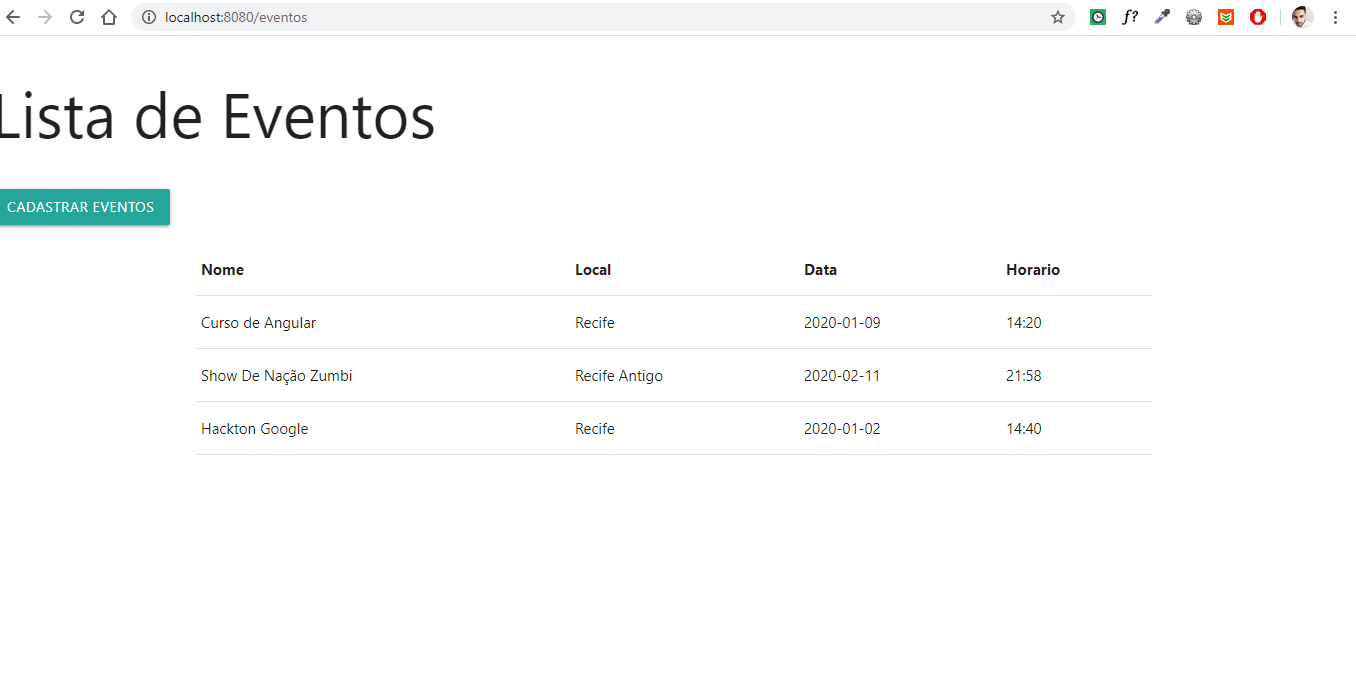 localhost:8080/eventos
f?
Lista de Eventos
CADASTRAR EVENTOS
Nome Local Data Horario
Curso de Angular Recife 2020-01-09 14:20
Show De Nação Zumbi Recife Antigo 2020-02-11 21:58
Hackton Google Recife 2020-01-02 14:40